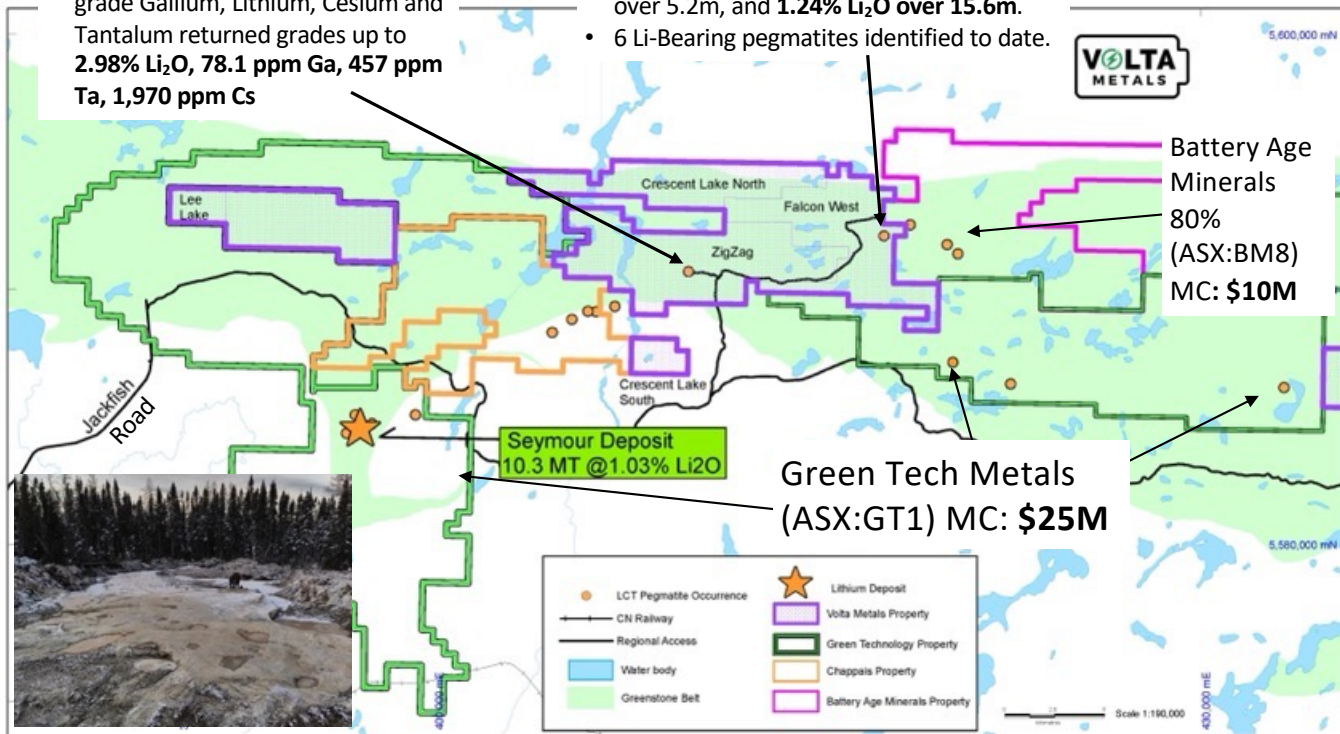 grade Gallium, Lithium, Cesium and
Tantalum returned grades up to
2.98% Li₂O, 78.1 ppm Ga, 457 ppm
Ta, 1,970 ppm Cs
over 5.2m, and 1.24% Li₂O over 15.6m.
• 6 Li-Bearing pegmatites identified to date.
5,600,000 mN
VOLTA
METALS
Battery Age
Minerals
80%
(ASX:BM8)
MC: $10M
Crescent Lake North
Lee
Lake
Falcon West
ZigZag
Crescent Lake
South
Jackfish
Road
Seymour Deposit
10.3 MT @1.03% Li2O
Green Tech Metals
(ASX:GT1) MC: $25M
5,580,000 mN
LCT Pegmatite Occurrence
CN Railway
Regional Access
Water body
Greenstone Belt
Lithium Deposit
Volta Metals Property
Green Technology Property
Chappais Property
Battery Age Minerals Property
Scale 1:190,000
430,000 mE